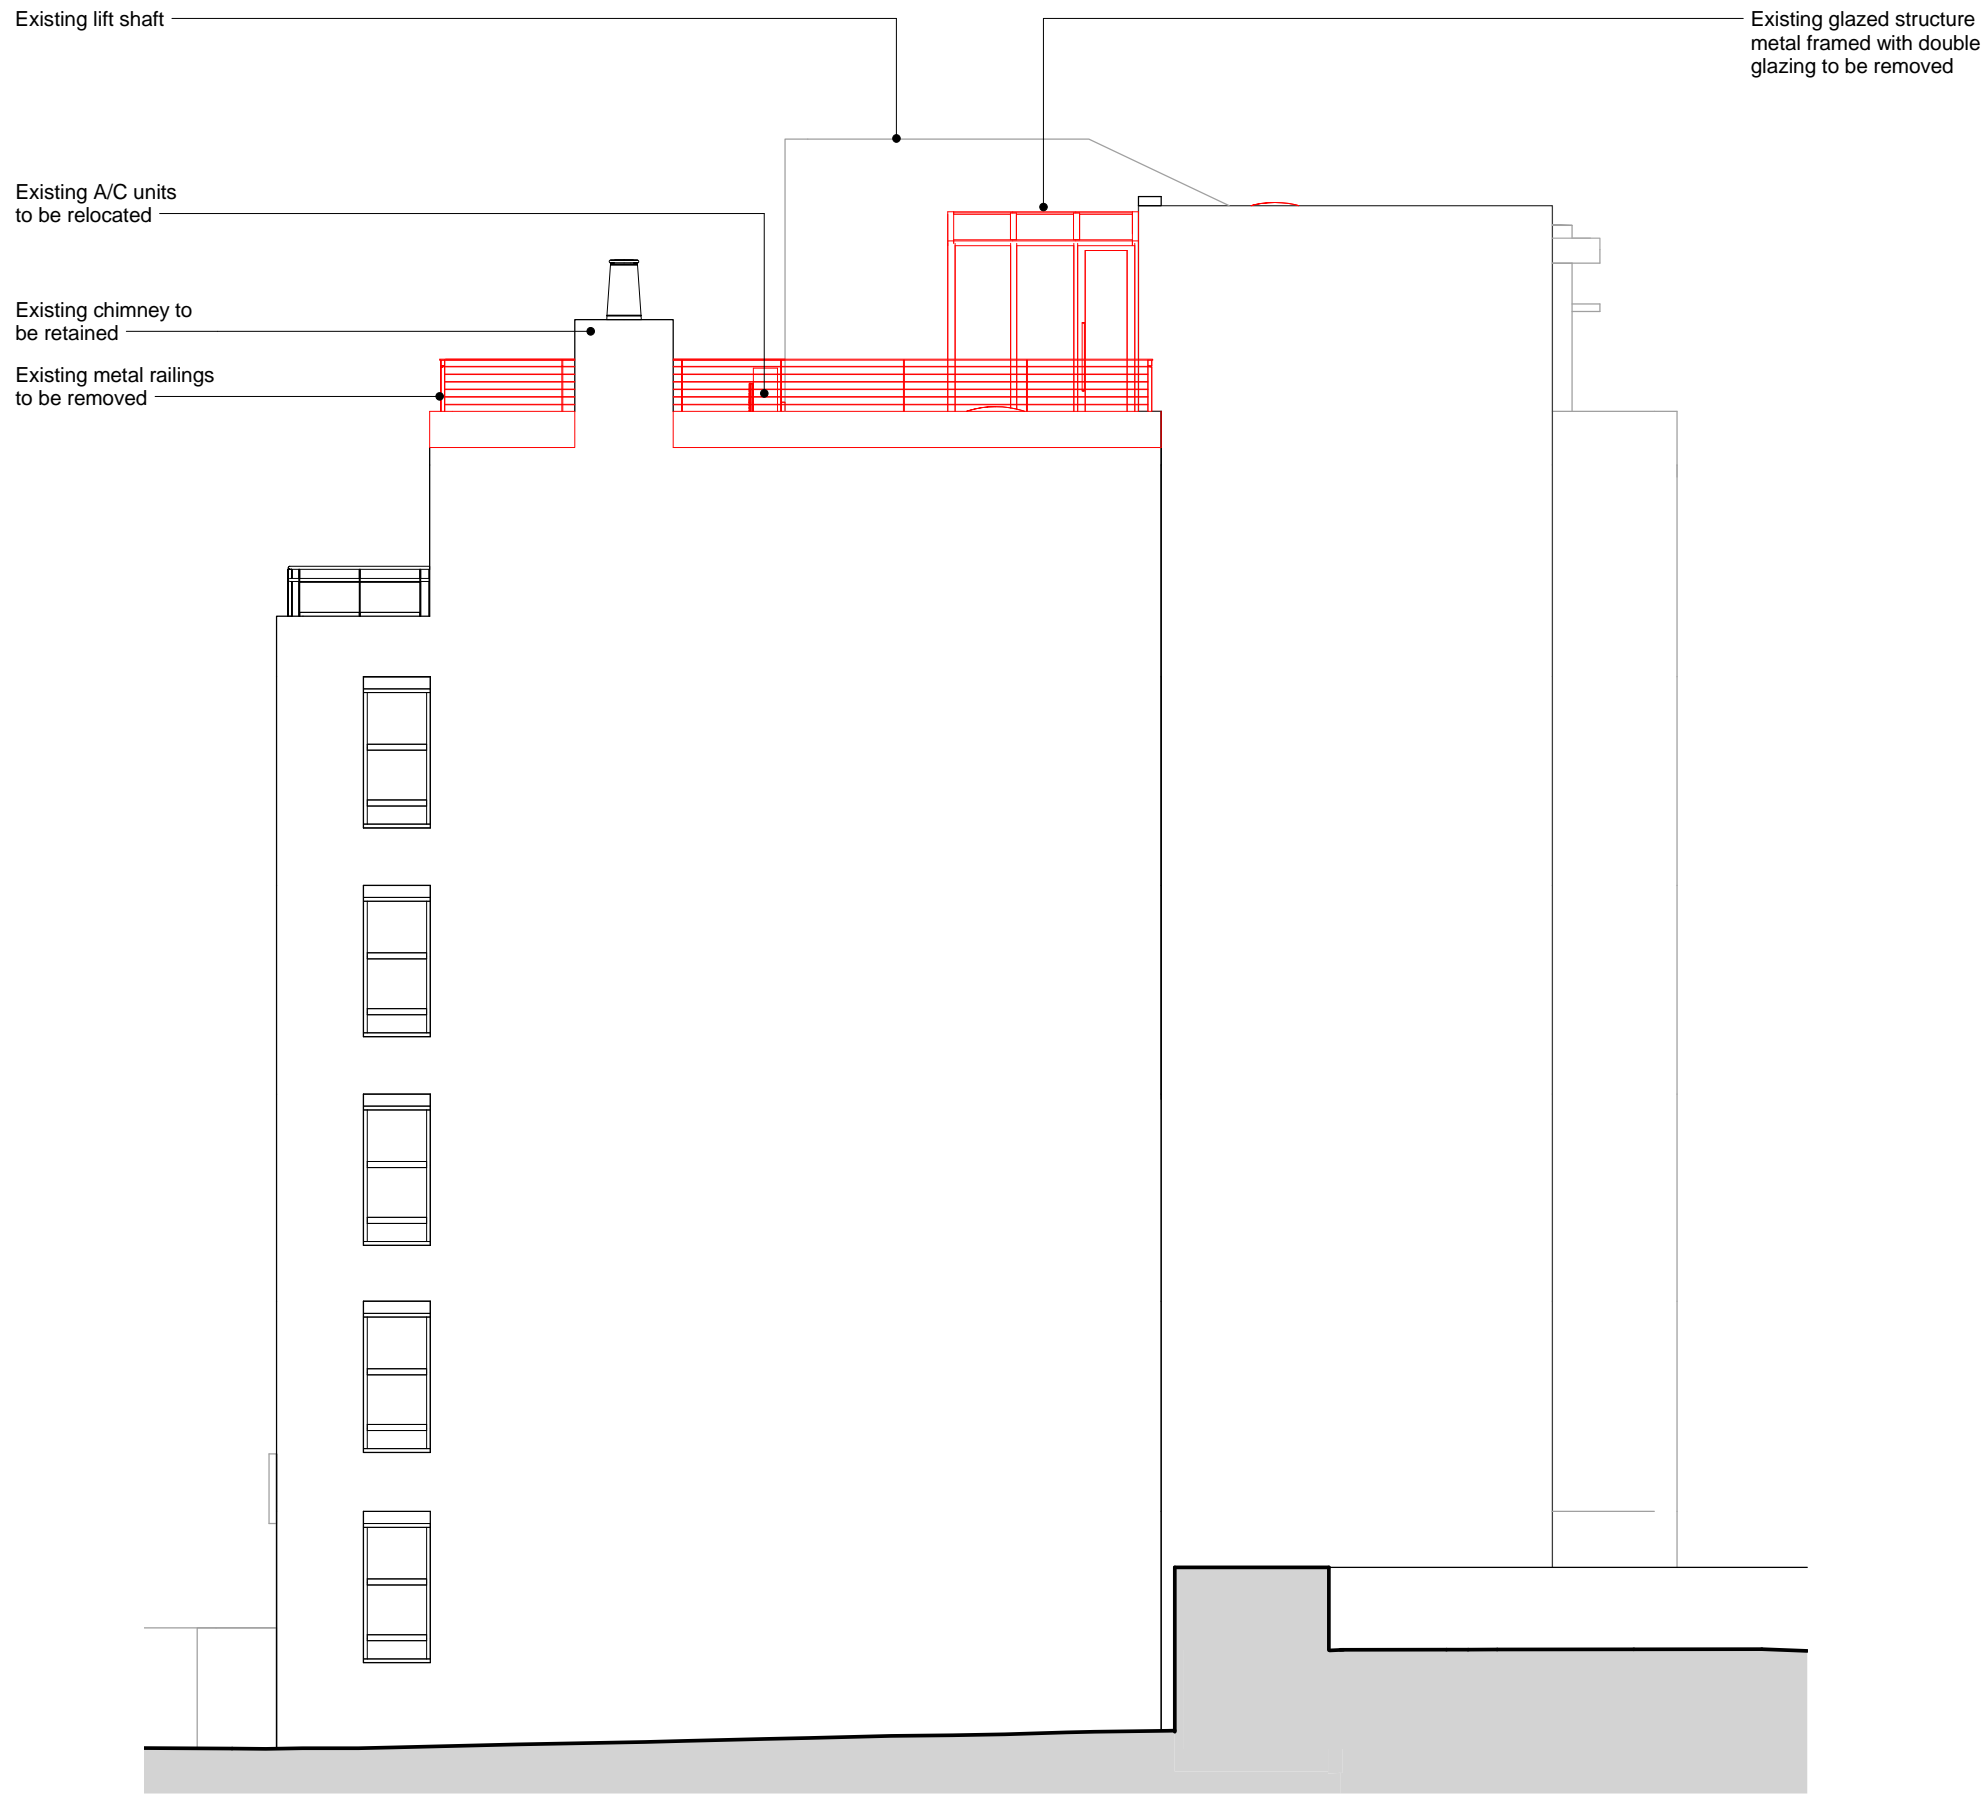 Existing lift shaft
Existing glazed structure
metal framed with double
glazing to be removed
Existing A/C units
to be relocated
Existing chimney to
be retained
Existing metal railings
to be removed